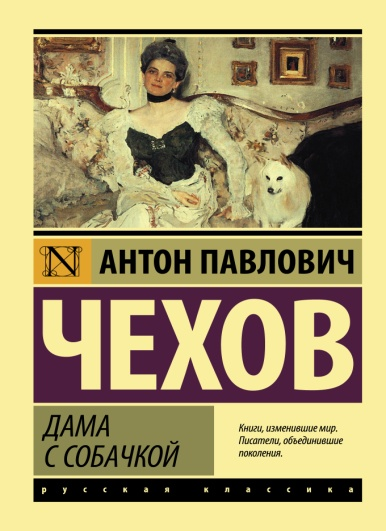 N
АНТОН ПАВЛОВИЧ
ЧЕХОВ
ДАМА
С СОБАЧКОЙ
Книги, изменившие мир.
Писатели, объединившие
поколения.
русская классика